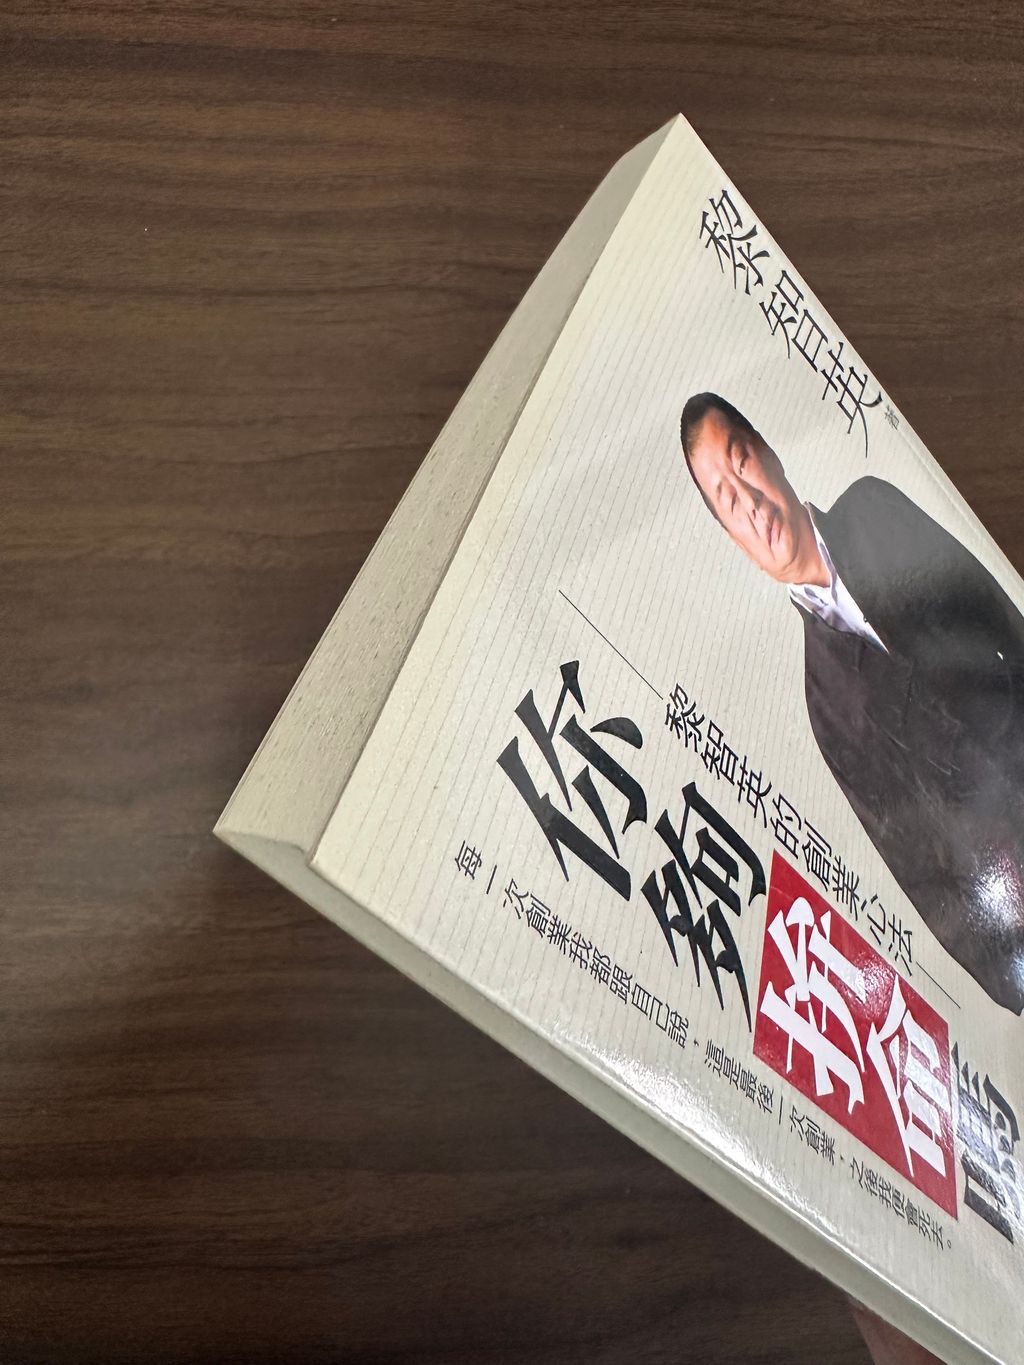 黎智英 著
黎智英的創業心法
你夠拚命嗎
每一次創業我都跟自己說，這是最後一次創業，之後我便會死去。